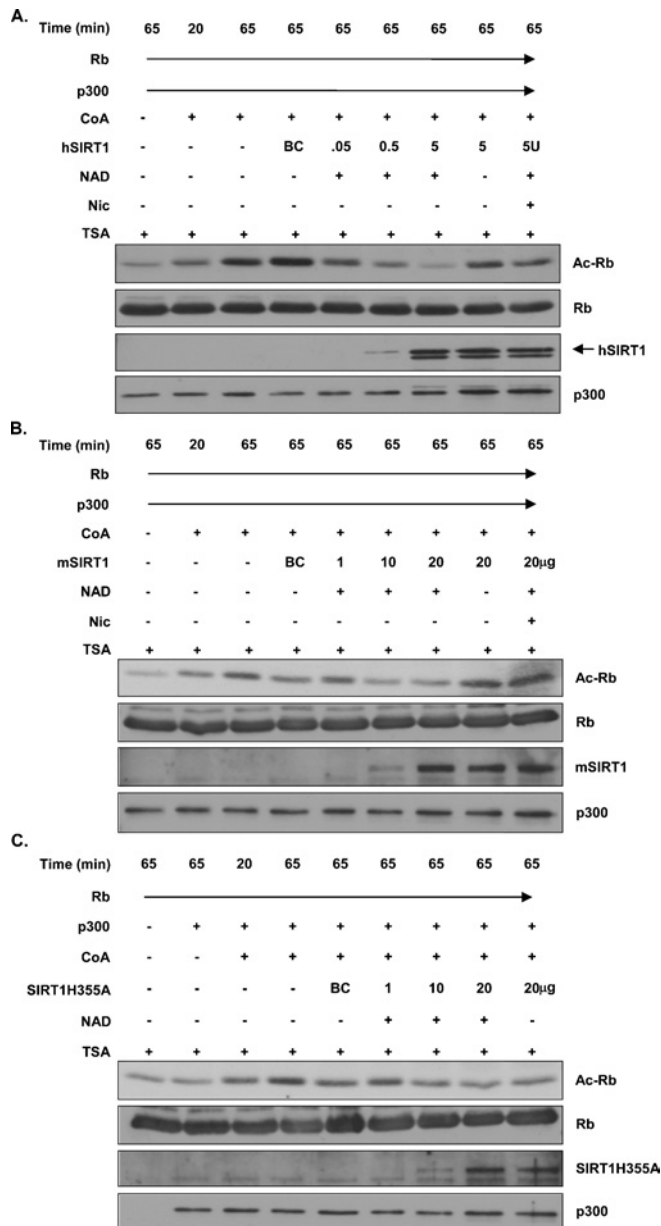 A.
Time (min) 65 20 65 65 65 65 65 65 65
Rb
p300
CoA - + + + + + + + +
hSIRT1 - - - BC .05 0.5 5 5 5U
NAD - - - - + + + - +
Nic - - - - - - - - +
TSA + + + + + + + + +
Ac-Rb
Rb
hSIRT1
p300
B.
Time (min) 65 20 65 65 65 65 65 65 65
Rb
p300
CoA - + + + + + + + +
mSIRT1 - - - BC 1 10 20 20 20µg
NAD - - - - + + + - +
Nic - - - - - - - - +
TSA + + + + + + + + +
Ac-Rb
Rb
mSIRT1
p300
C.
Time (min) 65 65 20 65 65 65 65 65 65
Rb
p300 - + + + + + + + +
CoA - - + + + + + + +
SIRT1H355A - - - - BC 1 10 20 20µg
NAD - - - - - + + + -
TSA + + + + + + + + +
Ac-Rb
Rb
SIRT1H355A
p300